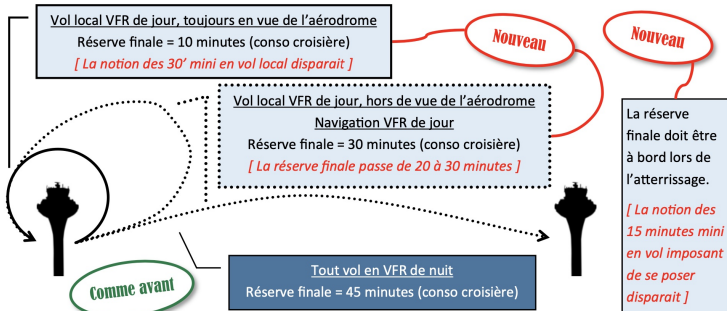 Vol local VFR de jour, toujours en vue de l’aérodrome
Réserve finale = 10 minutes (conso croisière)
[ La notion des 30’ mini en vol local disparait ]
Nouveau
Nouveau
Vol local VFR de jour, hors de vue de l’aérodrome
Navigation VFR de jour
Réserve finale = 30 minutes (conso croisière)
[ La réserve finale passe de 20 à 30 minutes ]
La réserve
finale doit être
à bord lors de
l’atterrissage.
[ La notion des
15 minutes mini
en vol imposant
de se poser
disparait ]
Comme avant
Tout vol en VFR de nuit
Réserve finale = 45 minutes (conso croisière)